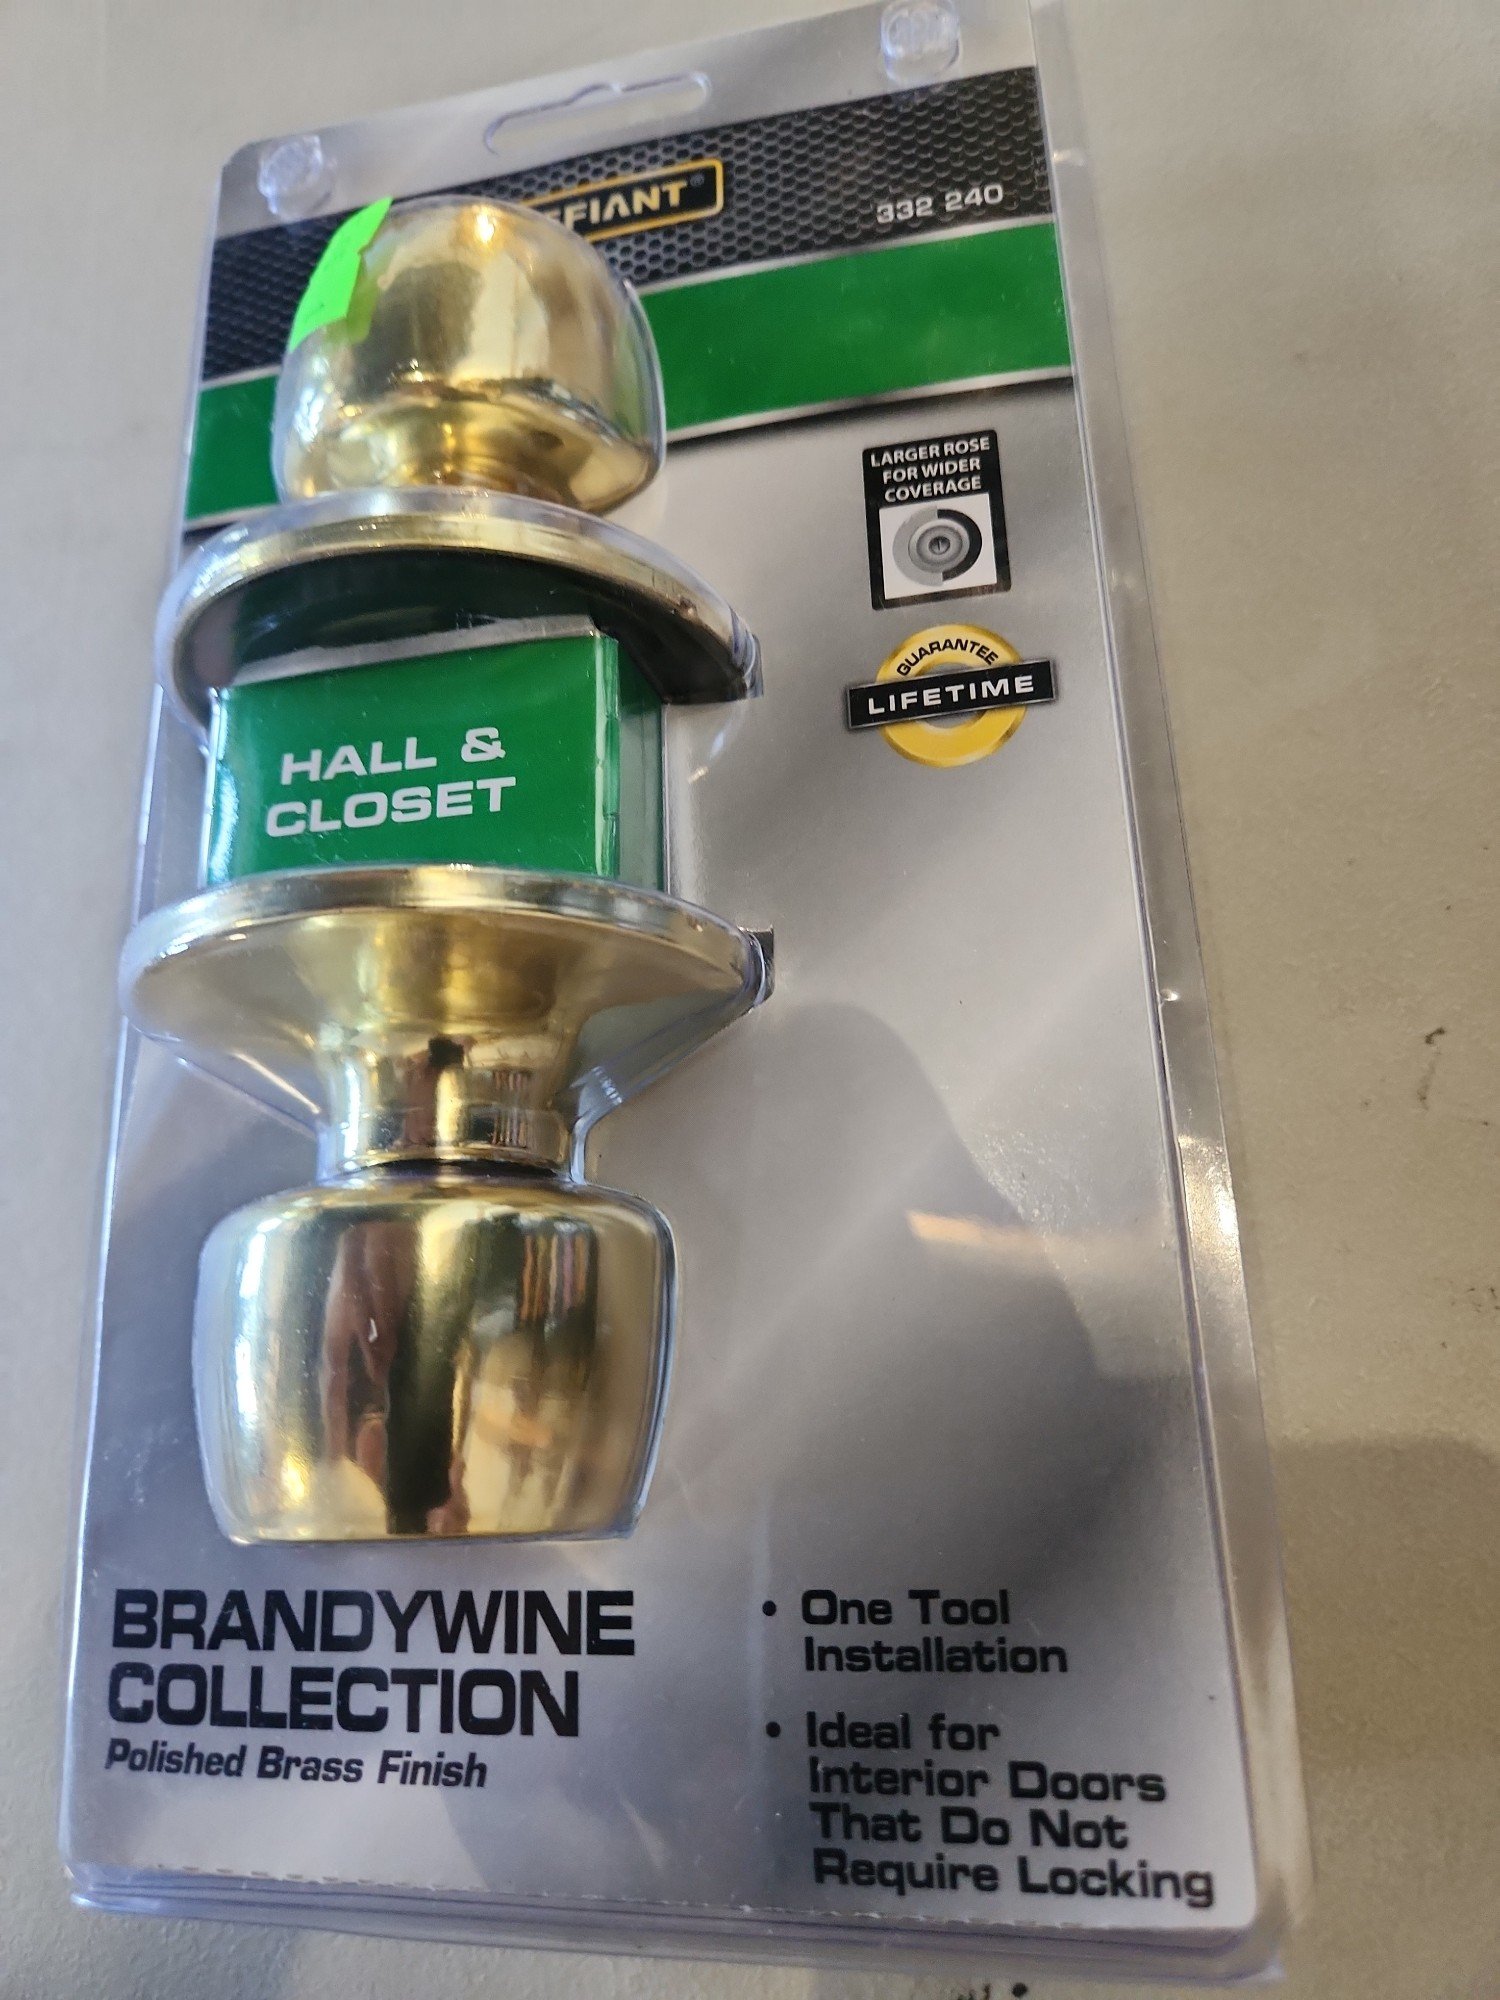 FIANT®
332 240
LARGER ROSE
FOR WIDER
COVERAGE
GUARANTEE
LIFETIME
HALL &
CLOSET
BRANDYWINE
COLLECTION
Polished Brass Finish
• One Tool
Installation
• Ideal for
Interior Doors
That Do Not
Require Locking